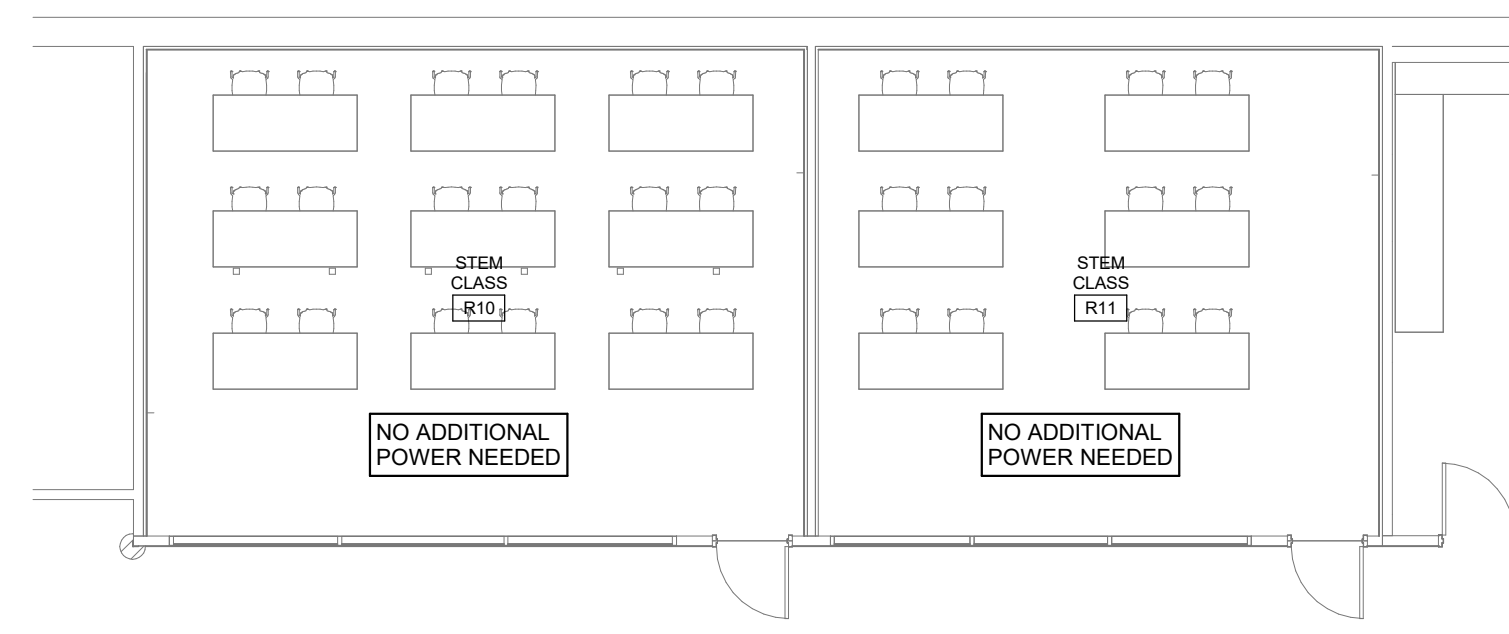 STEM
CLASS
R10
STEM
CLASS
R11
NO ADDITIONAL
POWER NEEDED
NO ADDITIONAL
POWER NEEDED